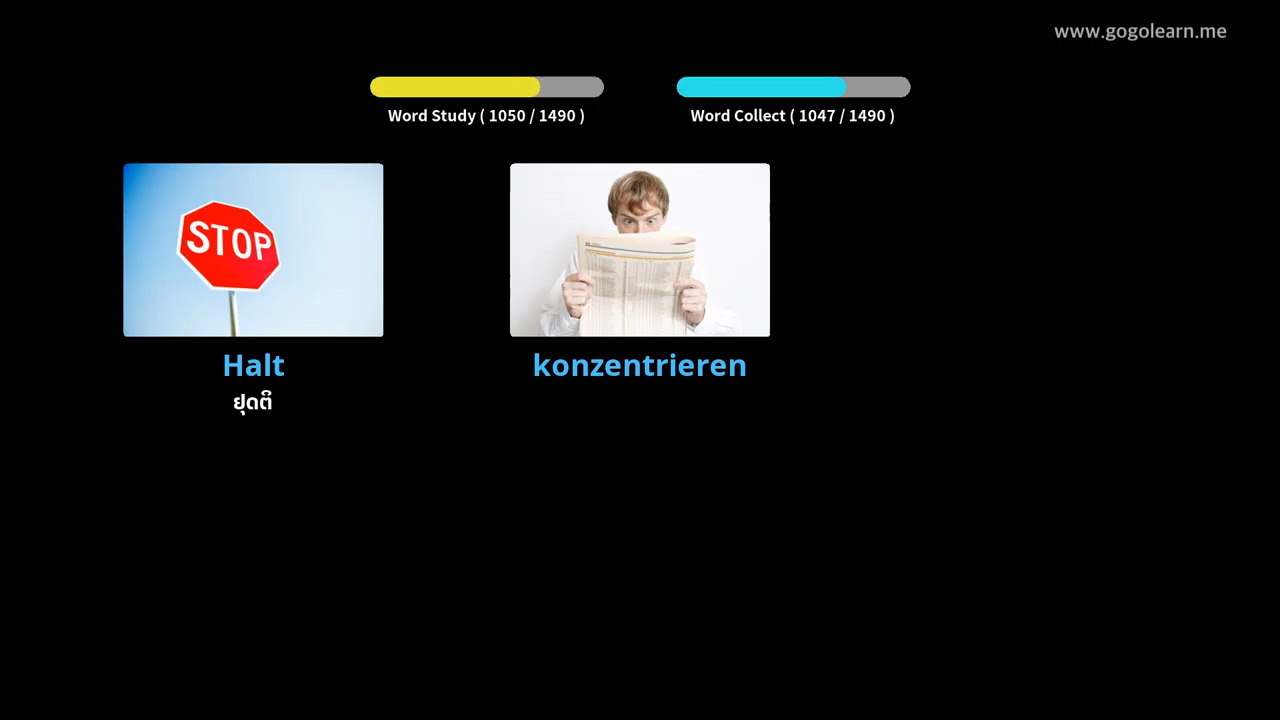 www.gogolearn.me
Word Study ( 1050 / 1490 )
Word Collect ( 1047 / 1490 )
STOP
Halt
konzentrieren
ຢຸດຕິ